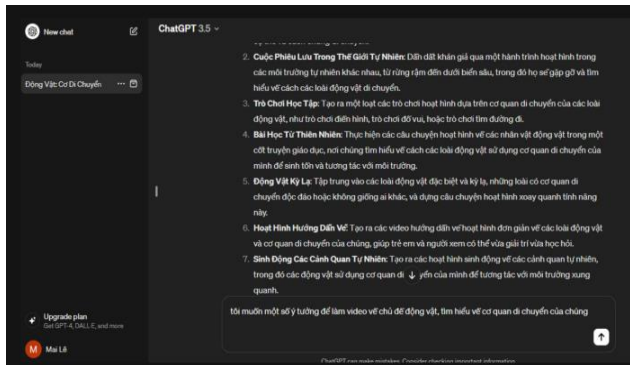 New chat
ChatGPT 3.5
Today
Động Vật: Cơ Di Chuyển
2. Cuộc Phiêu Lưu Trong Thế Giới Tự Nhiên: Dẫn dắt khán giả qua một hành trình hoạt hình trong
các môi trường tự nhiên khác nhau, từ rừng rậm đến dưới biển sâu, trong đó họ sẽ gặp gỡ và tìm
hiểu về cách các loài động vật di chuyển.
3. Trò Chơi Học Tập: Tạo ra một loạt các trò chơi hoạt hình dựa trên cơ quan di chuyển của các loài
động vật, như trò chơi điền hình, trò chơi đố vui, hoặc trò chơi tìm đường đi.
4. Bài Học Từ Thiên Nhiên: Thực hiện các câu chuyện hoạt hình về các nhân vật động vật trong một
cốt truyện giáo dục, nơi chúng tìm hiểu về cách các loài động vật sử dụng cơ quan di chuyển của
mình để sinh tồn và tương tác với môi trường.
5. Động Vật Kỳ Lạ: Tập trung vào các loài động vật đặc biệt và kỳ lạ, những loài có cơ quan di
chuyển độc đáo hoặc không giống ai khác, và dựng câu chuyện hoạt hình xoay quanh tính năng
này.
6. Hoạt Hình Hướng Dẫn Vẽ: Tạo ra các video hướng dẫn vẽ hoạt hình đơn giản về các loài động vật
và cơ quan di chuyển của chúng, giúp trẻ em và người xem có thể vừa giải trí vừa học hỏi.
7. Sinh Động Các Cảnh Quan Tự Nhiên: Tạo ra các hoạt hình sinh động về các cảnh quan tự nhiên,
trong đó các động vật sử dụng cơ quan di yển của mình để tương tác với môi trường xung
quanh.
tôi muốn một số ý tưởng để làm video về chủ đề động vật, tìm hiểu về cơ quan di chuyển của chúng
Upgrade plan
Get GPT-4, DALL·E, and more
M Mai Lê
ChatGPT can make mistakes. Consider checking important information.